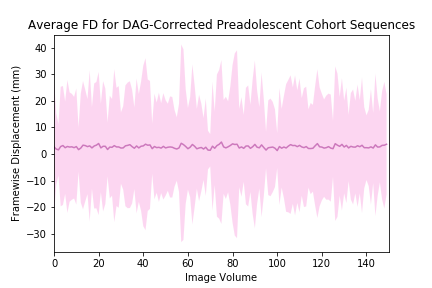 Average FD for DAG-Corrected Preadolescent Cohort Sequences
Framewise Displacement (mm)
40
30
20
10
0
−10
−20
−30
0 20 40 60 80 100 120 140
Image Volume